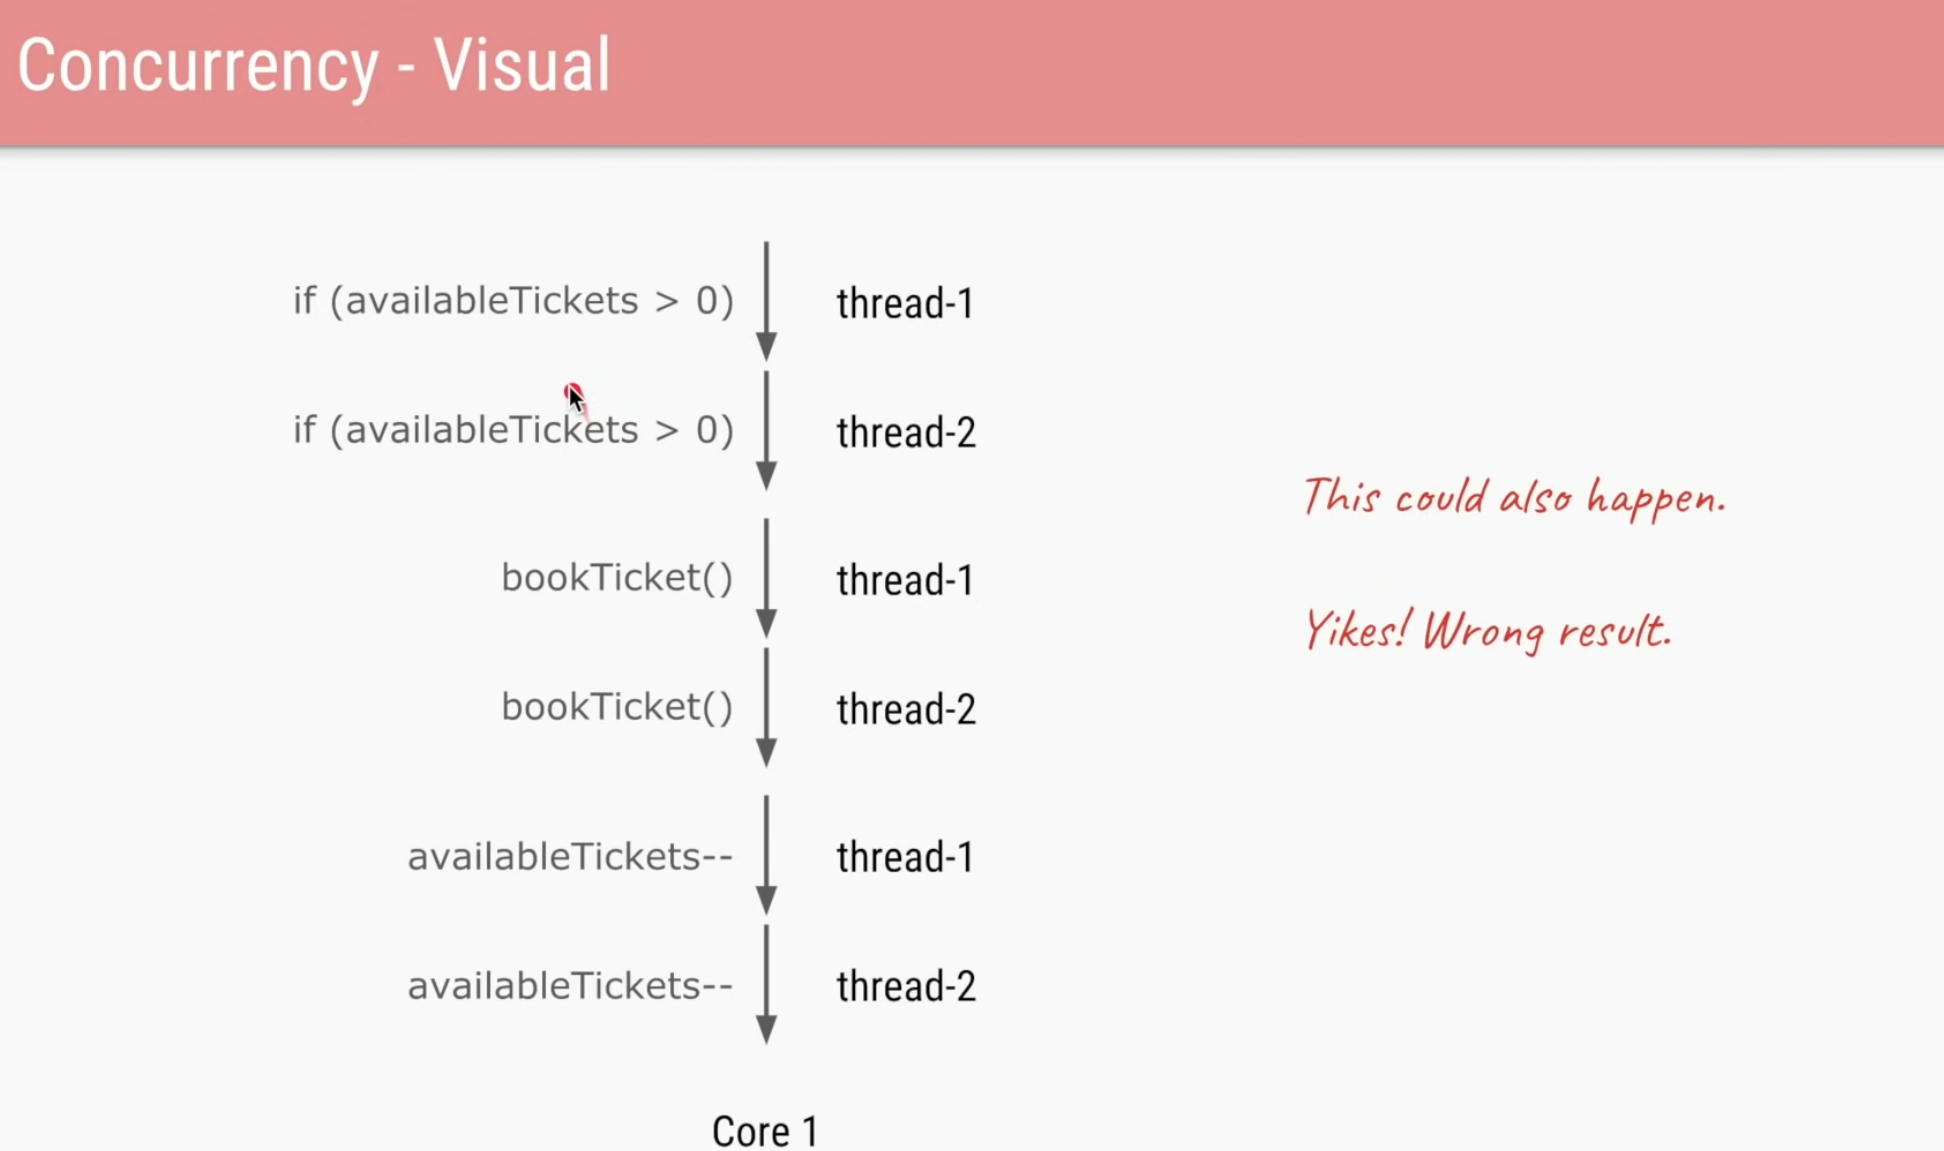 Concurrency - Visual
if (availableTickets > 0) thread-1
if (availableTickets > 0) thread-2
This could also happen.
bookTicket() thread-1
Yikes! Wrong result.
bookTicket() thread-2
availableTickets-- thread-1
availableTickets-- thread-2
Core 1